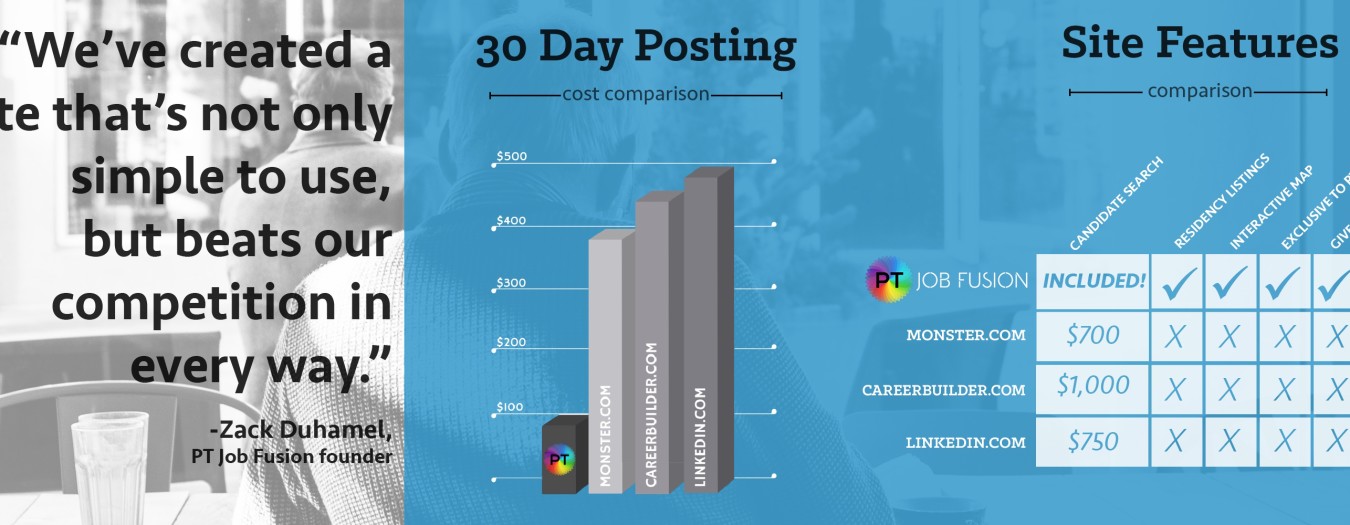 “We’ve created a
te that’s not only
simple to use,
but beats our
competition in
every way.”
-Zack Duhamel,
PT Job Fusion founder
30 Day Posting
cost comparison
$500
$400
$300
$200
$100
PT
MONSTER.COM
CAREERBUILDER.COM
LINKEDIN.COM
Site Features
comparison
CANDIDATE SEARCH
RESIDENCY LISTINGS
INTERACTIVE MAP
EXCLUSIVE TO
GIVE
PT JOB FUSION INCLUDED!
MONSTER.COM $700 X X X X
CAREERBUILDER.COM $1,000 X X X X
LINKEDIN.COM $750 X X X X